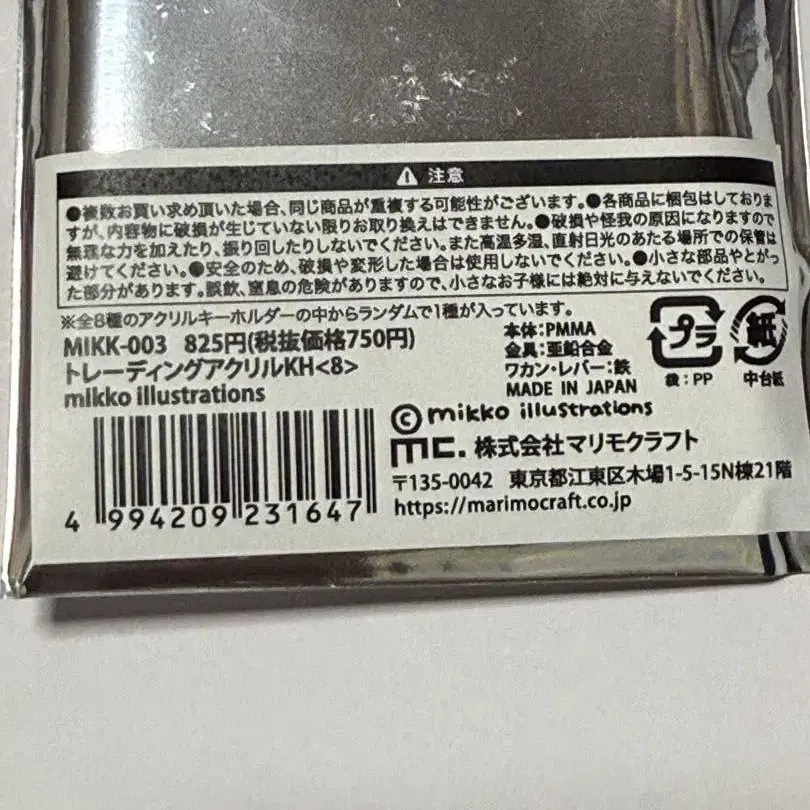 注意
●複数お買い求め頂いた場合、同じ商品が重複する可能性がございます。●各商品に梱包はしておりま
すが、内容物に破損が生じていない限りお取り換えはできません。●破損や怪我の原因になりますので
無理な力を加えたり、振り回したりしないでください。また高温多湿、直射日光のあたる場所での保管は
避けてください。●安全のため、破損や変形した場合は使用しないでください。●小さな部品やとがっ
た部分があります。誤飲、窒息の危険がありますので、小さなお子様には絶対に与えないでください。
※全8種のアクリルキーホルダーの中からランダムで1種が入っています。
MIKK-003 825円(税抜価格750円)
トレーディングアクリルKH<8>
mikko illustrations
本体:PMMA
金具:亜鉛合金
ワカン・レバー:鉄
MADE IN JAPAN
プラ
袋:PP
紙
中台紙
©mikko illustrations
mc. 株式会社マリモクラフト
〒135-0042 東京都江東区木場1-5-15N棟21階
https://marimocraft.co.jp
4 994209 231647